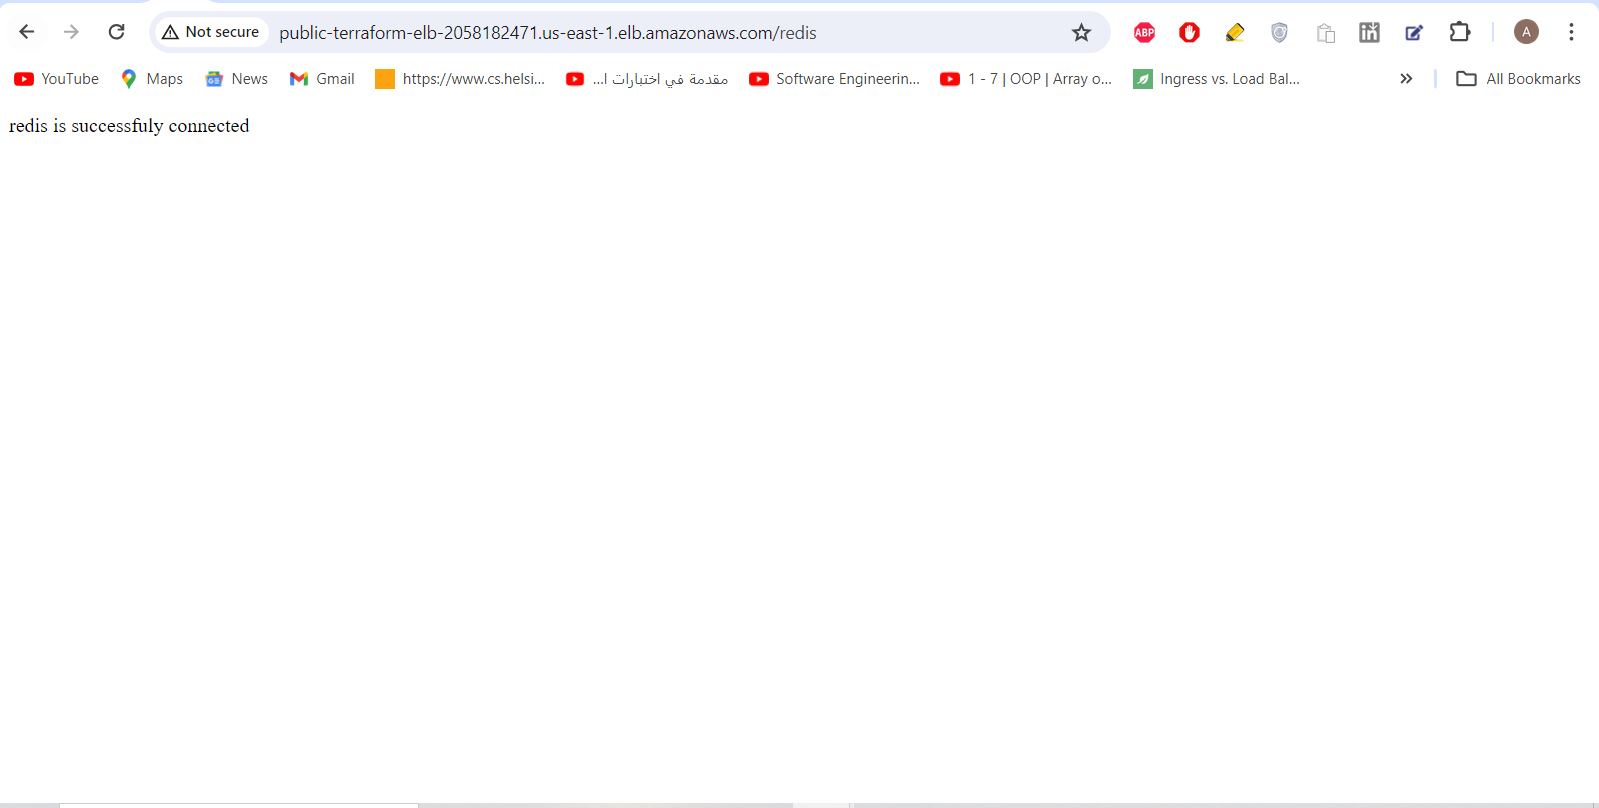 Not secure public-terraform-elb-2058182471.us-east-1.elb.amazonaws.com/redis ABP A
YouTube Maps News Gmail https://www.cs.helsi... مقدمة في اختبارات ا... Software Engineerin... 1 - 7 | OOP | Array o... Ingress vs. Load Bal... » All Bookmarks
redis is successfuly connected